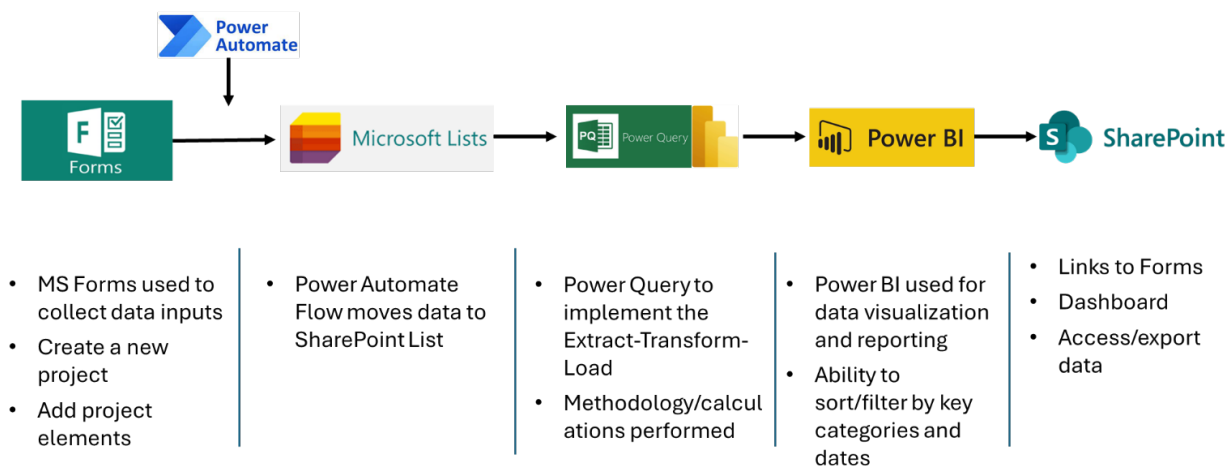 Power
Automate
F
Forms
Microsoft Lists
PQ
Power Query
Power BI
S
SharePoint
• MS Forms used to
collect data inputs
• Create a new
project
• Add project
elements
• Power Automate
Flow moves data to
SharePoint List
• Power Query to
implement the
Extract-Transform-
Load
• Methodology/calcul
ations performed
• Power BI used for
data visualization
and reporting
• Ability to
sort/filter by key
categories and
dates
• Links to Forms
• Dashboard
• Access/export
data